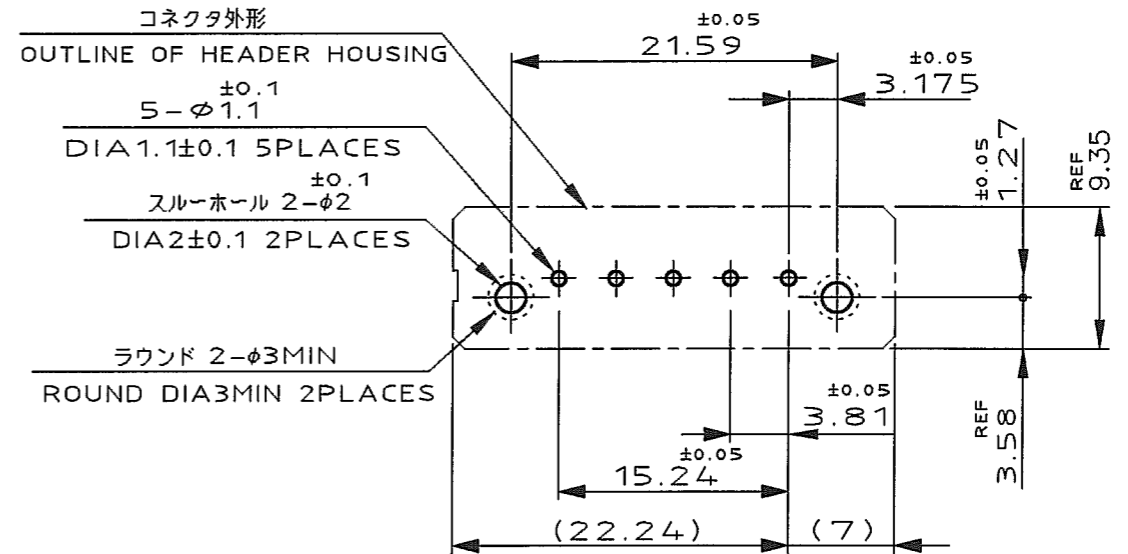 コネクタ外形
OUTLINE OF HEADER HOUSING
±0.1
5-φ1.1
DIA1.1±0.1 5PLACES
±0.1
スルーホール 2-φ2
DIA2±0.1 2PLACES
ラウンド 2-φ3MIN
ROUND DIA3MIN 2PLACES
±0.05
21.59
±0.05
3.175
±0.05
1.27
REF
9.35
REF
3.58
±0.05
3.81
±0.05
15.24
(22.24)
(7)